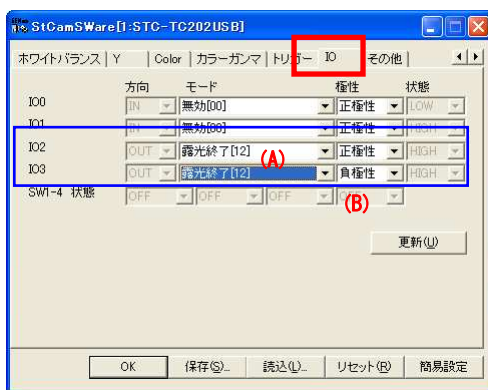 StCamSWare[1:STC-TC202USB]
ホワイトバランス Y Color カラーガンマ トリガー IO その他
方向 モード 極性 状態
IO0 IN 無効[00] 正極性 LOW
IO1 IN 無効[00] 正極性 HIGH
IO2 OUT 露光終了[12] (A) 正極性 HIGH
IO3 OUT 露光終了[12] 負極性 HIGH
SW1-4 状態 OFF OFF OFF (B)
更新(U)
OK 保存(S)... 読込(L)... リセット(R) 簡易設定